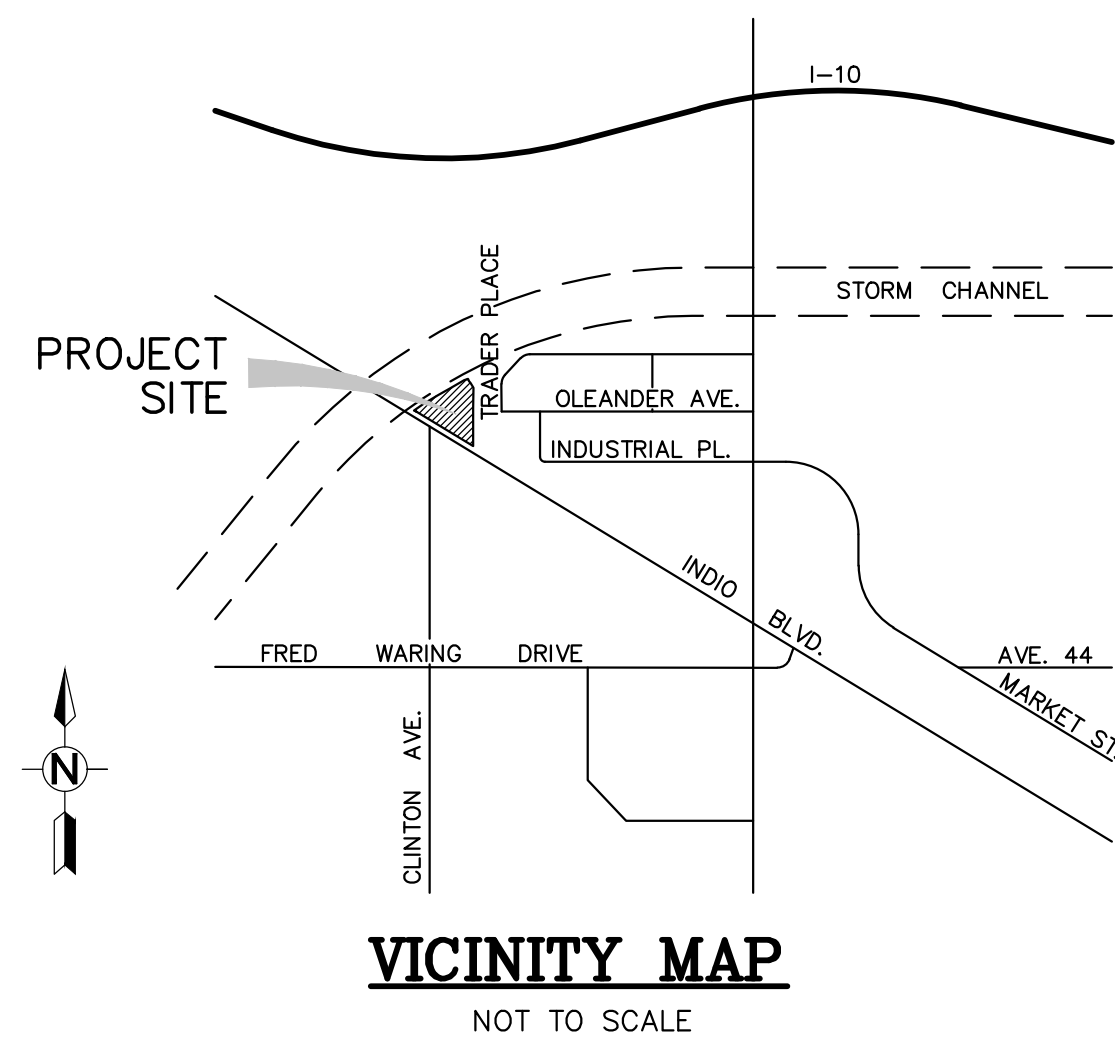 I-10
TRADER PLACE
STORM CHANNEL
PROJECT
SITE
OLEANDER AVE.
INDUSTRIAL PL.
INDIO BLVD.
FRED WARING DRIVE
AVE. 44
MARKET ST.
CLINTON AVE.
N
VICINITY MAP
NOT TO SCALE